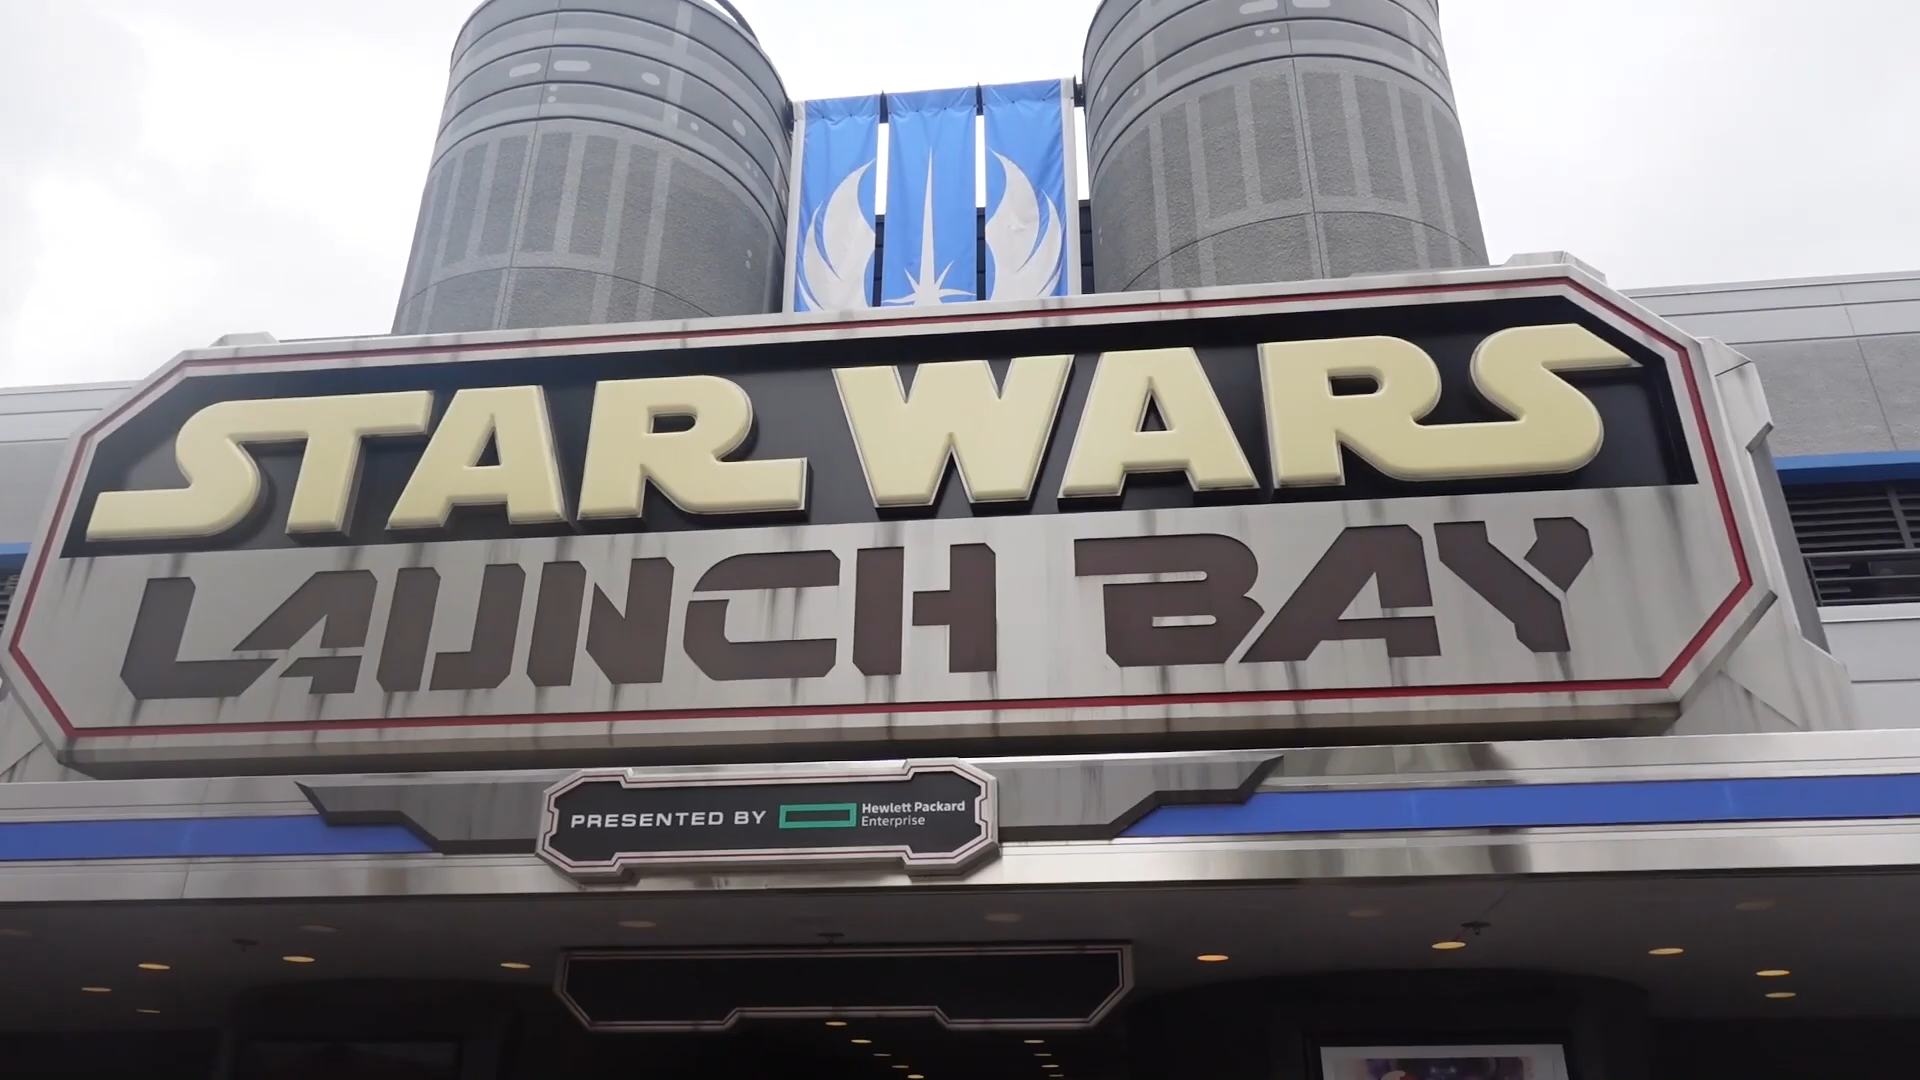 STAR WARS
LAUNCH BAY
PRESENTED BY
Hewlett Packard
Enterprise